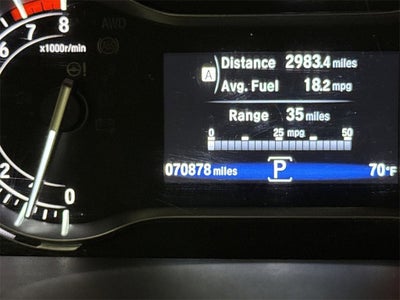 7 8
x1000r/min
AWD
A Distance 2983.4 miles
Avg. Fuel 18.2 mpg
Range 35 miles
0 25 mpg 50
070878 miles P 70°F
2 0